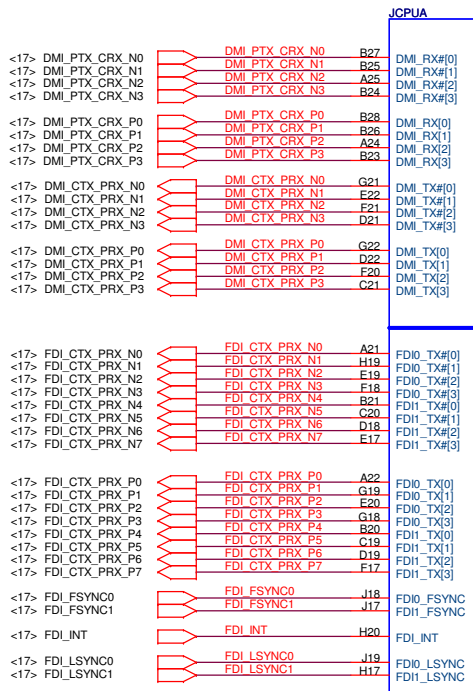 JCPUA
<17> DMI_PTX_CRX_N0 DMI_PTX_CRX_N0 B27 DMI_RX#[0]
<17> DMI_PTX_CRX_N1 DMI_PTX_CRX_N1 B25 DMI_RX#[1]
<17> DMI_PTX_CRX_N2 DMI_PTX_CRX_N2 A25 DMI_RX#[2]
<17> DMI_PTX_CRX_N3 DMI_PTX_CRX_N3 B24 DMI_RX#[3]
<17> DMI_PTX_CRX_P0 DMI_PTX_CRX_P0 B28 DMI_RX[0]
<17> DMI_PTX_CRX_P1 DMI_PTX_CRX_P1 B26 DMI_RX[1]
<17> DMI_PTX_CRX_P2 DMI_PTX_CRX_P2 A24 DMI_RX[2]
<17> DMI_PTX_CRX_P3 DMI_PTX_CRX_P3 B23 DMI_RX[3]
<17> DMI_CTX_PRX_N0 DMI_CTX_PRX_N0 G21 DMI_TX#[0]
<17> DMI_CTX_PRX_N1 DMI_CTX_PRX_N1 E22 DMI_TX#[1]
<17> DMI_CTX_PRX_N2 DMI_CTX_PRX_N2 F21 DMI_TX#[2]
<17> DMI_CTX_PRX_N3 DMI_CTX_PRX_N3 D21 DMI_TX#[3]
<17> DMI_CTX_PRX_P0 DMI_CTX_PRX_P0 G22 DMI_TX[0]
<17> DMI_CTX_PRX_P1 DMI_CTX_PRX_P1 D22 DMI_TX[1]
<17> DMI_CTX_PRX_P2 DMI_CTX_PRX_P2 F20 DMI_TX[2]
<17> DMI_CTX_PRX_P3 DMI_CTX_PRX_P3 C21 DMI_TX[3]
<17> FDI_CTX_PRX_N0 FDI_CTX_PRX_N0 A21 FDI0_TX#[0]
<17> FDI_CTX_PRX_N1 FDI_CTX_PRX_N1 H19 FDI0_TX#[1]
<17> FDI_CTX_PRX_N2 FDI_CTX_PRX_N2 E19 FDI0_TX#[2]
<17> FDI_CTX_PRX_N3 FDI_CTX_PRX_N3 F18 FDI0_TX#[3]
<17> FDI_CTX_PRX_N4 FDI_CTX_PRX_N4 B21 FDI1_TX#[0]
<17> FDI_CTX_PRX_N5 FDI_CTX_PRX_N5 C20 FDI1_TX#[1]
<17> FDI_CTX_PRX_N6 FDI_CTX_PRX_N6 D18 FDI1_TX#[2]
<17> FDI_CTX_PRX_N7 FDI_CTX_PRX_N7 E17 FDI1_TX#[3]
<17> FDI_CTX_PRX_P0 FDI_CTX_PRX_P0 A22 FDI0_TX[0]
<17> FDI_CTX_PRX_P1 FDI_CTX_PRX_P1 G19 FDI0_TX[1]
<17> FDI_CTX_PRX_P2 FDI_CTX_PRX_P2 E20 FDI0_TX[2]
<17> FDI_CTX_PRX_P3 FDI_CTX_PRX_P3 G18 FDI0_TX[3]
<17> FDI_CTX_PRX_P4 FDI_CTX_PRX_P4 B20 FDI1_TX[0]
<17> FDI_CTX_PRX_P5 FDI_CTX_PRX_P5 C19 FDI1_TX[1]
<17> FDI_CTX_PRX_P6 FDI_CTX_PRX_P6 D19 FDI1_TX[2]
<17> FDI_CTX_PRX_P7 FDI_CTX_PRX_P7 F17 FDI1_TX[3]
<17> FDI_FSYNC0 FDI_FSYNC0 J18 FDI0_FSYNC
<17> FDI_FSYNC1 FDI_FSYNC1 J17 FDI1_FSYNC
<17> FDI_INT FDI_INT H20 FDI_INT
<17> FDI_LSYNC0 FDI_LSYNC0 J19 FDI0_LSYNC
<17> FDI_LSYNC1 FDI_LSYNC1 H17 FDI1_LSYNC